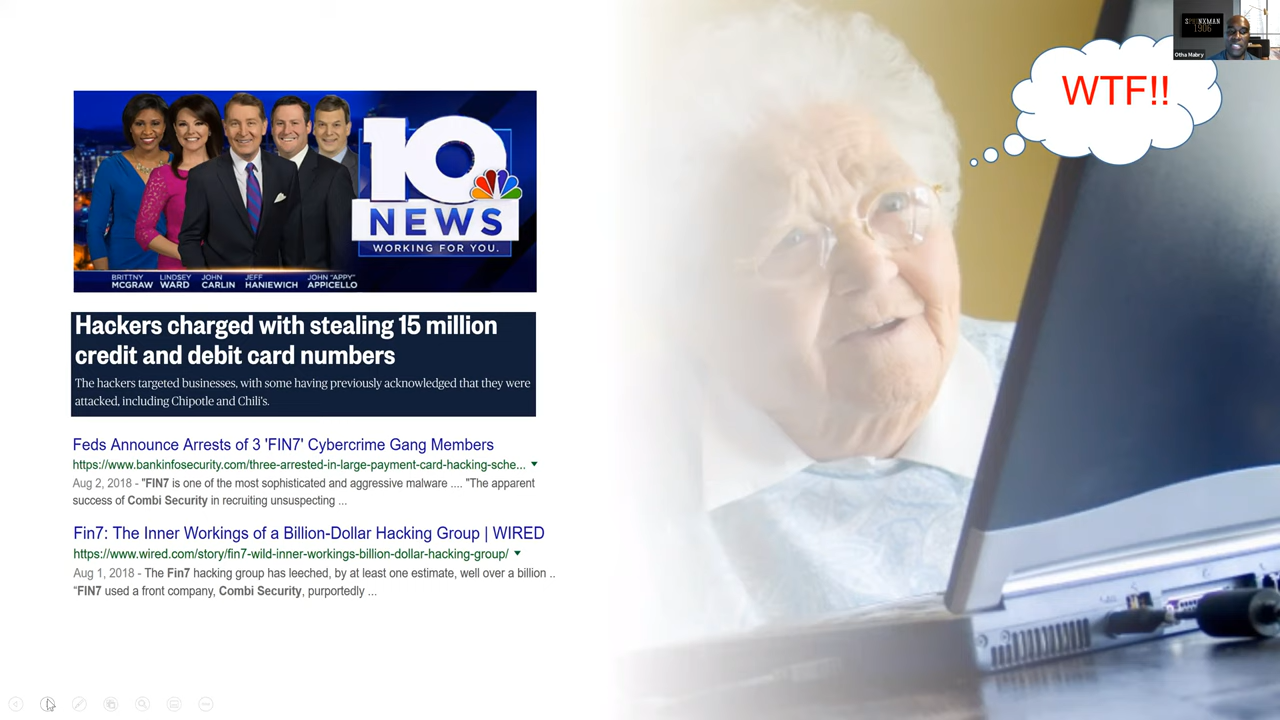 10
NEWS
WORKING FOR YOU.
BRITTNY MCGRAW
LINDSEY WARD
JOHN CARLIN
JEFF HANIEWICH
JOHN "APPY" APPICELLO
Hackers charged with stealing 15 million
credit and debit card numbers
The hackers targeted businesses, with some having previously acknowledged that they were
attacked, including Chipotle and Chili's.
Feds Announce Arrests of 3 'FIN7' Cybercrime Gang Members
https://www.bankinfosecurity.com/three-arrested-in-large-payment-card-hacking-sche...
Aug 2, 2018 - "FIN7 is one of the most sophisticated and aggressive malware .... "The apparent
success of Combi Security in recruiting unsuspecting ...
Fin7: The Inner Workings of a Billion-Dollar Hacking Group | WIRED
https://www.wired.com/story/fin7-wild-inner-workings-billion-dollar-hacking-group/
Aug 1, 2018 - The Fin7 hacking group has leeched, by at least one estimate, well over a billion ..
“FIN7 used a front company, Combi Security, purportedly ...
WTF!!
SPHINXMAN
1906
Otha Mabry